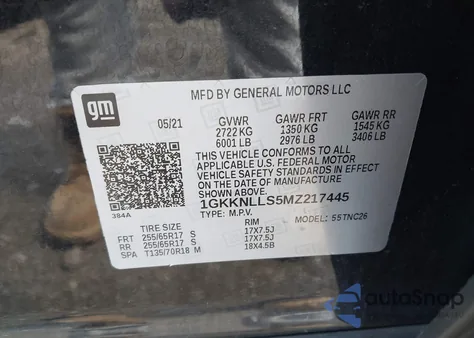 MFD BY GENERAL MOTORS LLC
gm
05/21
GVWR GAWR FRT GAWR RR
2722 KG 1350 KG 1545 KG
6001 LB 2976 LB 3406 LB
THIS VEHICLE CONFORMS TO ALL
APPLICABLE U.S. FEDERAL MOTOR
VEHICLE SAFETY STANDARDS IN EFFECT
ON THE DATE OF MANUFACTURE SHOWN ABOVE.
1GKKNLLS5MZ217445
TYPE: M.P.V. MODEL: 55TNC26
384A
TIRE SIZE RIM
FRT 255/65R17 S 17X7.5J
RR 255/65R17 S 17X7.5J
SPA T135/70R18 M 18X4.5B
autoSnap